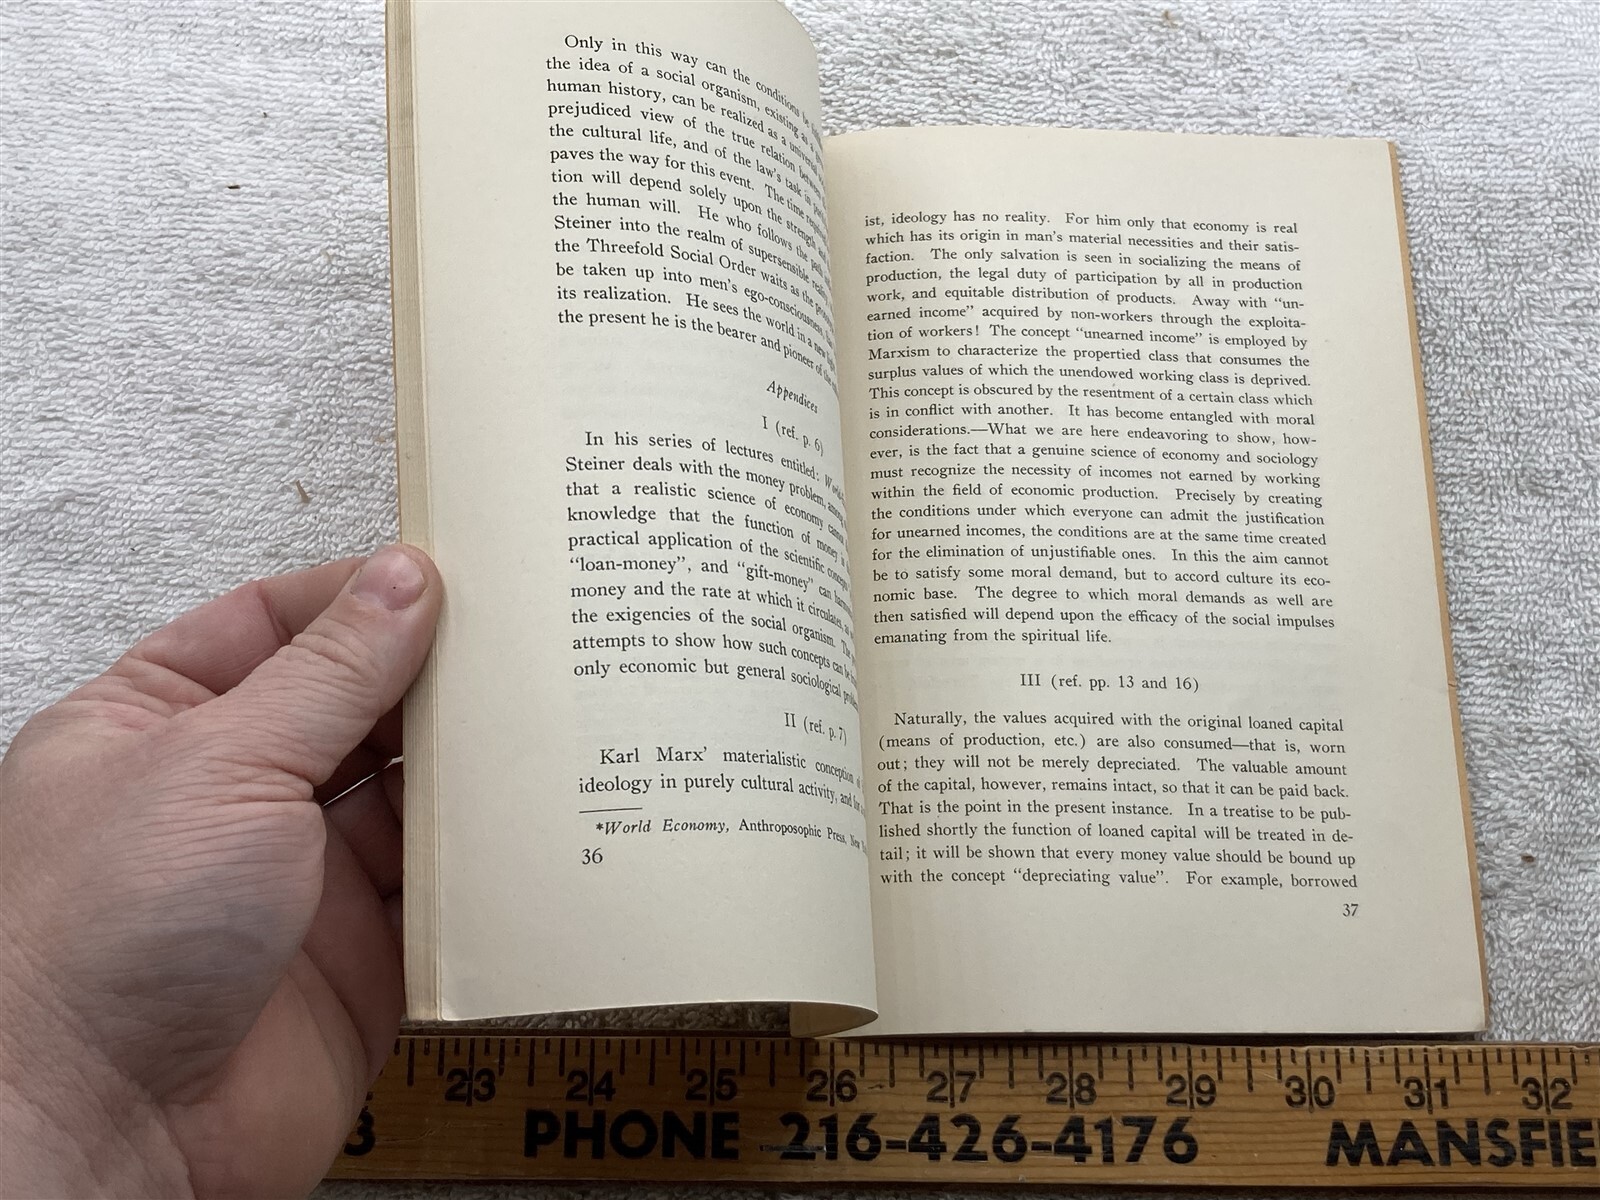 Only in this way can the conditions be
the idea of a social organism, existing as a
human history, can be realized as a universal
prejudiced view of the true relation between
the cultural life, and of the law's task in
paves the way for this event. The time required
tion will depend solely upon the strength and
the human will. He who follows the path
Steiner into the realm of supersensible reality
the Threefold Social Order waits as the
be taken up into men's ego-consciousness,
its realization. He sees the world in a new
the present he is the bearer and pioneer of the
Appendices
I (ref. p. 6)
In his series of lectures entitled:
Steiner deals with the money problem, among
that a realistic science of economy cannot
knowledge that the function of money is
practical application of the scientific concepts
"loan-money", and "gift-money" can
money and the rate at which it circulates, as
the exigencies of the social organism. The
attempts to show how such concepts can be
only economic but general sociological
II (ref. p. 7)
Karl Marx' materialistic conception
ideology in purely cultural activity, and for
*World Economy, Anthroposophic Press, New
36
ist, ideology has no reality. For him only that economy is real
which has its origin in man's material necessities and their satis-
faction. The only salvation is seen in socializing the means of
production, the legal duty of participation by all in production
work, and equitable distribution of products. Away with "un-
earned income" acquired by non-workers through the exploita-
tion of workers! The concept "unearned income" is employed by
Marxism to characterize the propertied class that consumes the
surplus values of which the unendowed working class is deprived.
This concept is obscured by the resentment of a certain class which
is in conflict with another. It has become entangled with moral
considerations.—What we are here endeavoring to show, how-
ever, is the fact that a genuine science of economy and sociology
must recognize the necessity of incomes not earned by working
within the field of economic production. Precisely by creating
the conditions under which everyone can admit the justification
for unearned incomes, the conditions are at the same time created
for the elimination of unjustifiable ones. In this the aim cannot
be to satisfy some moral demand, but to accord culture its eco-
nomic base. The degree to which moral demands as well are
then satisfied will depend upon the efficacy of the social impulses
emanating from the spiritual life.
III (ref. pp. 13 and 16)
Naturally, the values acquired with the original loaned capital
(means of production, etc.) are also consumed—that is, worn
out; they will not be merely depreciated. The valuable amount
of the capital, however, remains intact, so that it can be paid back.
That is the point in the present instance. In a treatise to be pub-
lished shortly the function of loaned capital will be treated in de-
tail; it will be shown that every money value should be bound up
with the concept "depreciating value". For example, borrowed
37
23 24 25 26 27 28 29 30 31 32
3 PHONE 216-426-4176 MANSFIE